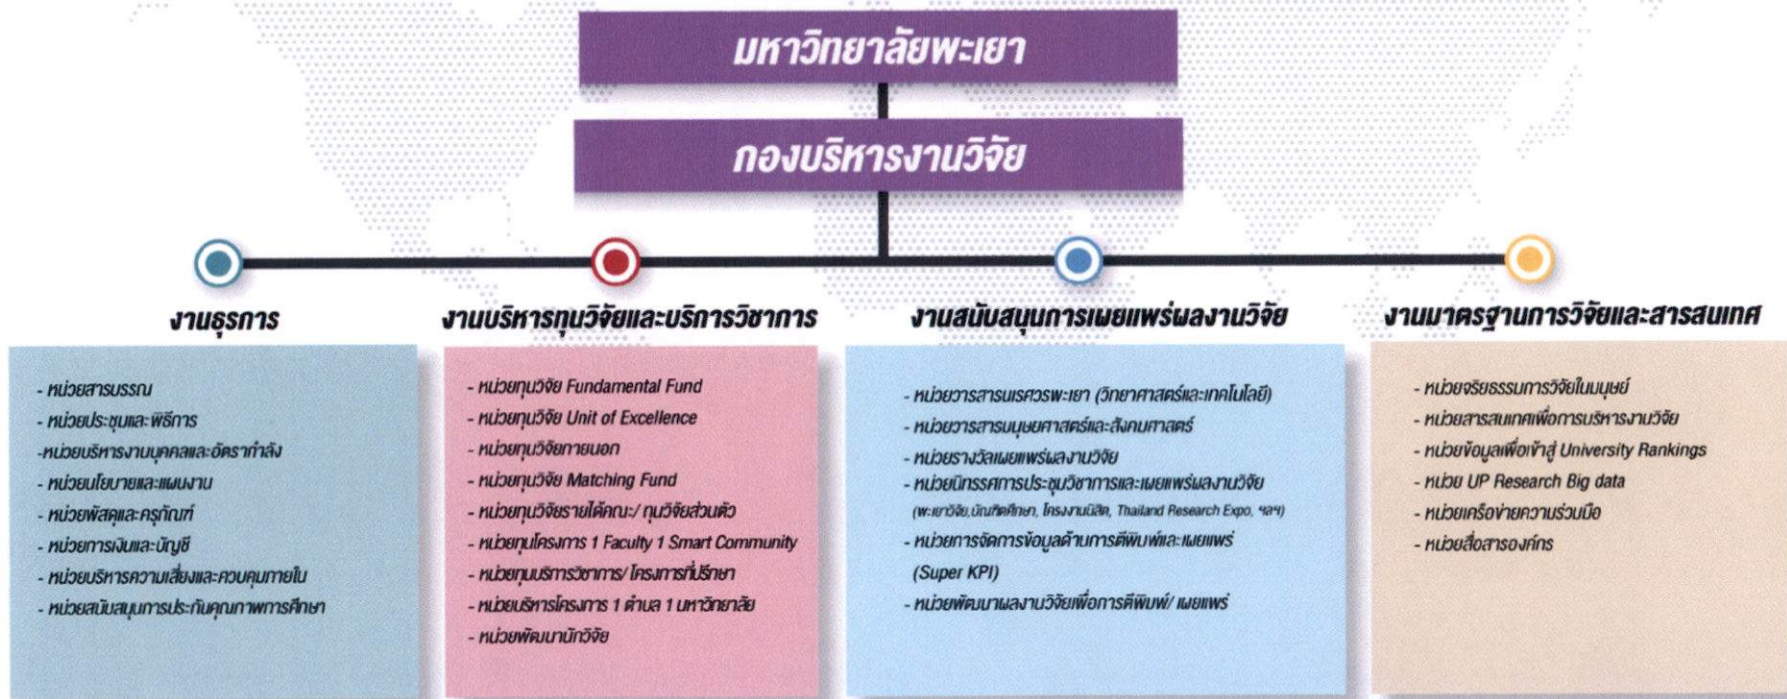 มหาวิทยาลัยพะเยา
กองบริหารงานวิจัย
งานธุรการ
- หน่วยสารบรรณ
- หน่วยประชุมและพิธีการ
-หน่วยบริหารงานบุคคลและอัตรากำลัง
- หน่วยนโยบายและแผนงาน
- หน่วยพัสดุและครุภัณฑ์
- หน่วยการเงินและบัญชี
- หน่วยบริหารความเสี่ยงและควบคุมภายใน
- หน่วยสนับสนุนการประกันคุณภาพการศึกษา
งานบริหารทุนวิจัยและบริการวิชาการ
- หน่วยทุนวิจัย Fundamental Fund
- หน่วยทุนวิจัย Unit of Excellence
- หน่วยทุนวิจัยภายนอก
- หน่วยทุนวิจัย Matching Fund
- หน่วยทุนวิจัยรายได้คณะ/ ทุนวิจัยส่วนตัว
- หน่วยทุนโครงการ 1 Faculty 1 Smart Community
- หน่วยทุนบริการวิชาการ/ โครงการที่ปรึกษา
- หน่วยบริหารโครงการ 1 ตำบล 1 มหาวิทยาลัย
- หน่วยพัฒนานักวิจัย
งานสนับสนุนการเผยแพร่ผลงานวิจัย
- หน่วยวารสารนเรศวรพะเยา (วิทยาศาสตร์และเทคโนโลยี)
- หน่วยวารสารมนุษยศาสตร์และสังคมศาสตร์
- หน่วยรางวัลเผยแพร่ผลงานวิจัย
- หน่วยนิทรรศการประชุมวิชาการและเผยแพร่ผลงานวิจัย
(พะเยาวิจัย,บัณฑิตศึกษา, โครงงานนิสิต, Thailand Research Expo, ฯลฯ)
- หน่วยการจัดการข้อมูลด้านการตีพิมพ์และเผยแพร่
(Super KPI)
- หน่วยพัฒนาผลงานวิจัยเพื่อการตีพิมพ์/ เผยแพร่
งานมาตรฐานการวิจัยและสารสนเทศ
- หน่วยจริยธรรมการวิจัยในมนุษย์
- หน่วยสารสนเทศเพื่อการบริหารงานวิจัย
- หน่วยข้อมูลเพื่อเข้าสู่ University Rankings
- หน่วย UP Research Big data
- หน่วยเครือข่ายความร่วมมือ
- หน่วยสื่อสารองค์กร